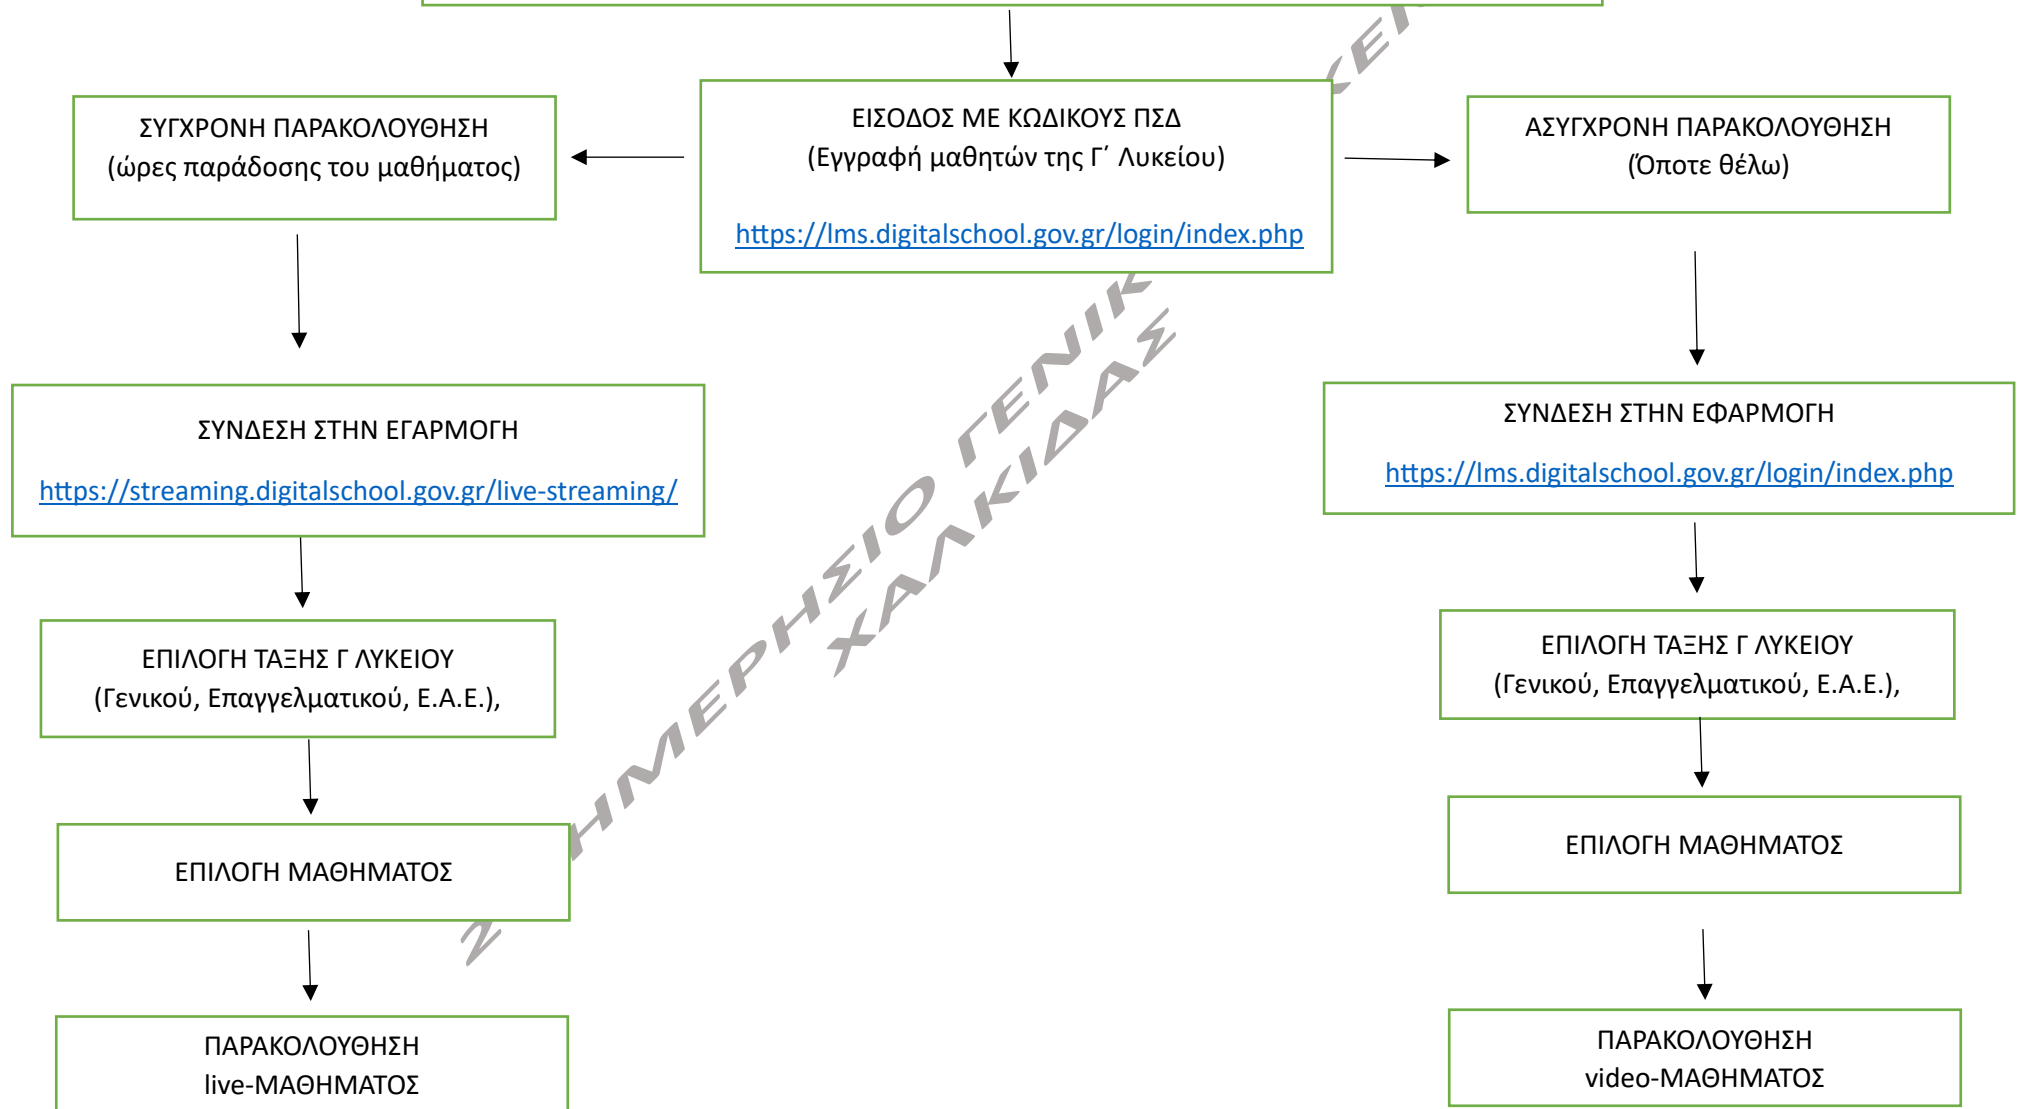 ΕΙΣΟΔΟΣ ΜΕ ΚΩΔΙΚΟΥΣ ΠΣΔ
(Εγγραφή μαθητών της Γ΄ Λυκείου)
https://lms.digitalschool.gov.gr/login/index.php
ΣΥΓΧΡΟΝΗ ΠΑΡΑΚΟΛΟΥΘΗΣΗ
(ώρες παράδοσης του μαθήματος)
ΣΥΝΔΕΣΗ ΣΤΗΝ ΕΓΑΡΜΟΓΗ
https://streaming.digitalschool.gov.gr/live-streaming/
ΕΠΙΛΟΓΗ ΤΑΞΗΣ Γ ΛΥΚΕΙΟΥ
(Γενικού, Επαγγελματικού, Ε.Α.Ε.),
ΕΠΙΛΟΓΗ ΜΑΘΗΜΑΤΟΣ
ΠΑΡΑΚΟΛΟΥΘΗΣΗ
live-ΜΑΘΗΜΑΤΟΣ
ΑΣΥΓΧΡΟΝΗ ΠΑΡΑΚΟΛΟΥΘΗΣΗ
(Όποτε θέλω)
ΣΥΝΔΕΣΗ ΣΤΗΝ ΕΦΑΡΜΟΓΗ
https://lms.digitalschool.gov.gr/login/index.php
ΕΠΙΛΟΓΗ ΤΑΞΗΣ Γ ΛΥΚΕΙΟΥ
(Γενικού, Επαγγελματικού, Ε.Α.Ε.),
ΕΠΙΛΟΓΗ ΜΑΘΗΜΑΤΟΣ
ΠΑΡΑΚΟΛΟΥΘΗΣΗ
video-ΜΑΘΗΜΑΤΟΣ
ΗΜΕΡΗΣΙΟ
ΧΑΛΚΙΔΑΣ